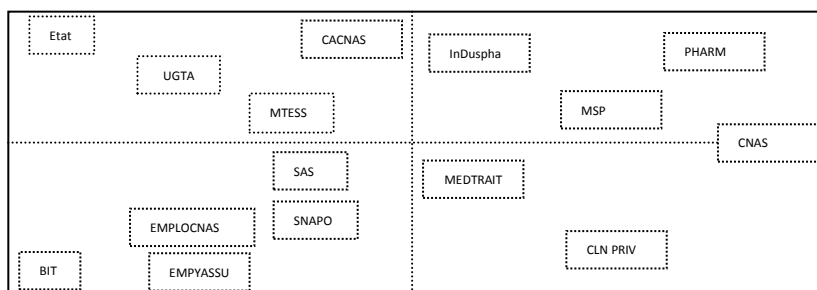 Etat
CACNAS
InDuspha
PHARM
UGTA
MTESS
MSP
CNAS
SAS
MEDTRAIT
EMPLOCNAS
SNAPO
CLN PRIV
BIT
EMPYASSU